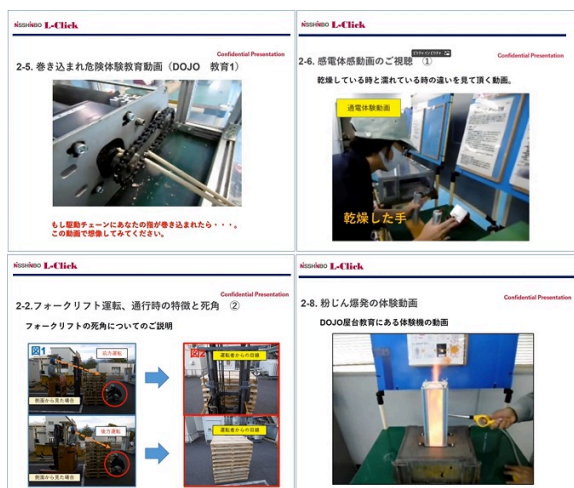 NISSHINBO L-Click
Confidential Presentation
2-5. 巻き込まれ危険体験教育動画（DOJO 教育1）
もし駆動チェーンにあなたの指が巻き込まれたら・・・。
この動画で想像してみてください。
NISSHINBO L-Click
Confidential Presentation
2-6. 感電体感動画のご視聴 ①
乾燥している時と濡れている時の違いを見て頂く動画。
通電体験動画
乾燥した手
NISSHINBO L-Click
Confidential Presentation
2-2.フォークリフト運転、通行時の特徴と死角 ②
フォークリフトの死角についてのご説明
図1
前方運転
側面から見た場合
図2
運転者からの目線
後方運転
側面から見た場合
運転者からの目線
NISSHINBO L-Click
Confidential Presentation
2-8. 粉じん爆発の体験動画
DOJO屋台教育にある体験機の動画